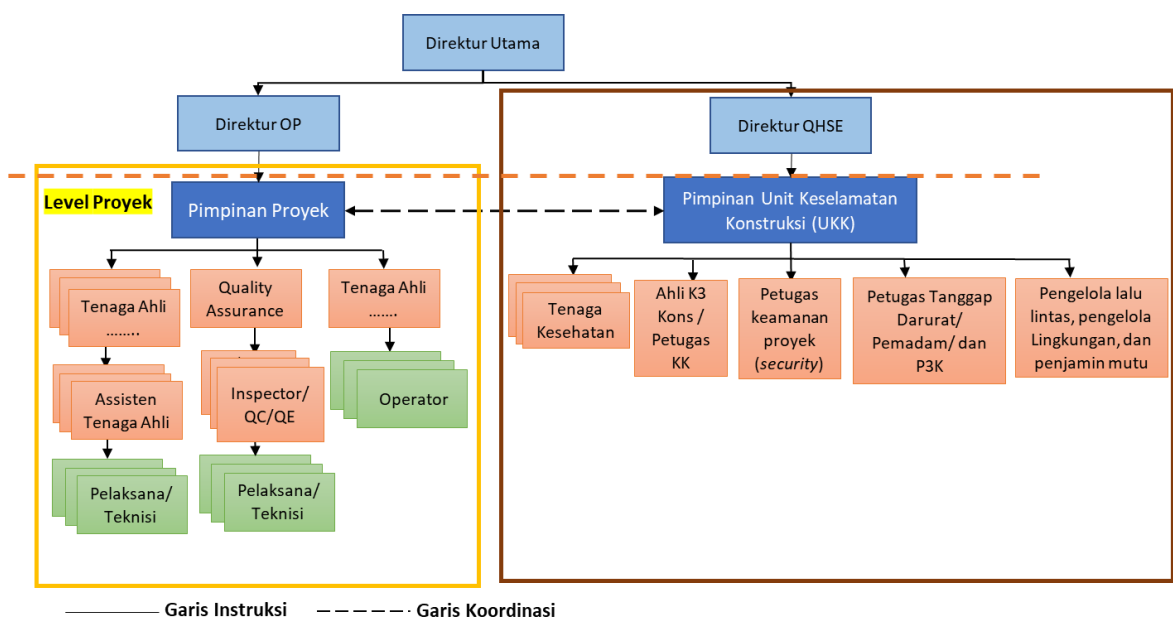 Direktur Utama
Direktur OP
Direktur QHSE
Level Proyek
Pimpinan Proyek
Pimpinan Unit Keselamatan
Konstruksi (UKK)
Tenaga Ahli
……..
Quality
Assurance
Tenaga Ahli
…….
Tenaga
Kesehatan
Ahli K3
Kons /
Petugas
KK
Petugas
keamanan
proyek
(security)
Petugas Tanggap
Darurat/
Pemadam/ dan
P3K
Pengelola lalu
lintas, pengelola
Lingkungan, dan
penjamin mutu
Assisten
Tenaga Ahli
Inspector/
QC/QE
Operator
Pelaksana/
Teknisi
Pelaksana/
Teknisi
Garis Instruksi
Garis Koordinasi